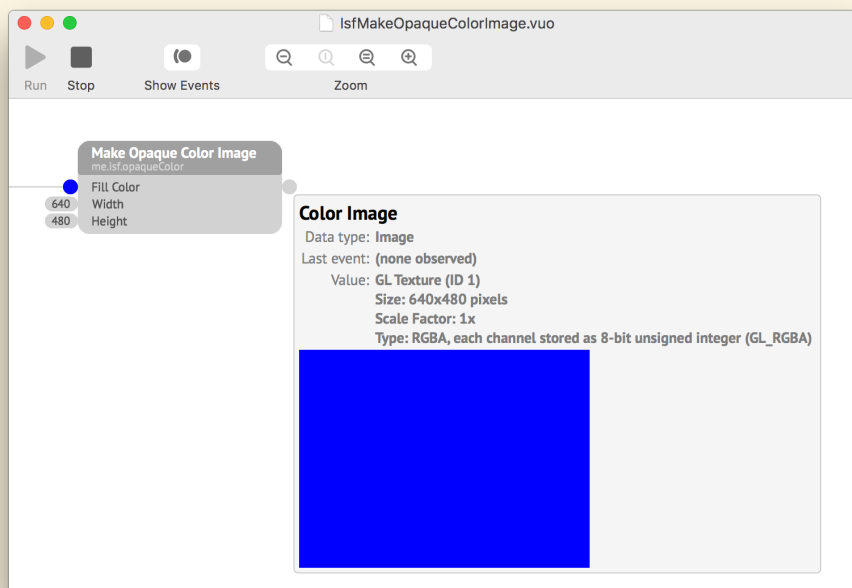 IsfMakeOpaqueColorImage.vuo
Run
Stop
Show Events
Zoom
Make Opaque Color Image
me.isf.opaqueColor
Fill Color
640 Width
480 Height
Color Image
Data type: Image
Last event: (none observed)
Value: GL Texture (ID 1)
Size: 640x480 pixels
Scale Factor: 1x
Type: RGBA, each channel stored as 8-bit unsigned integer (GL_RGBA)